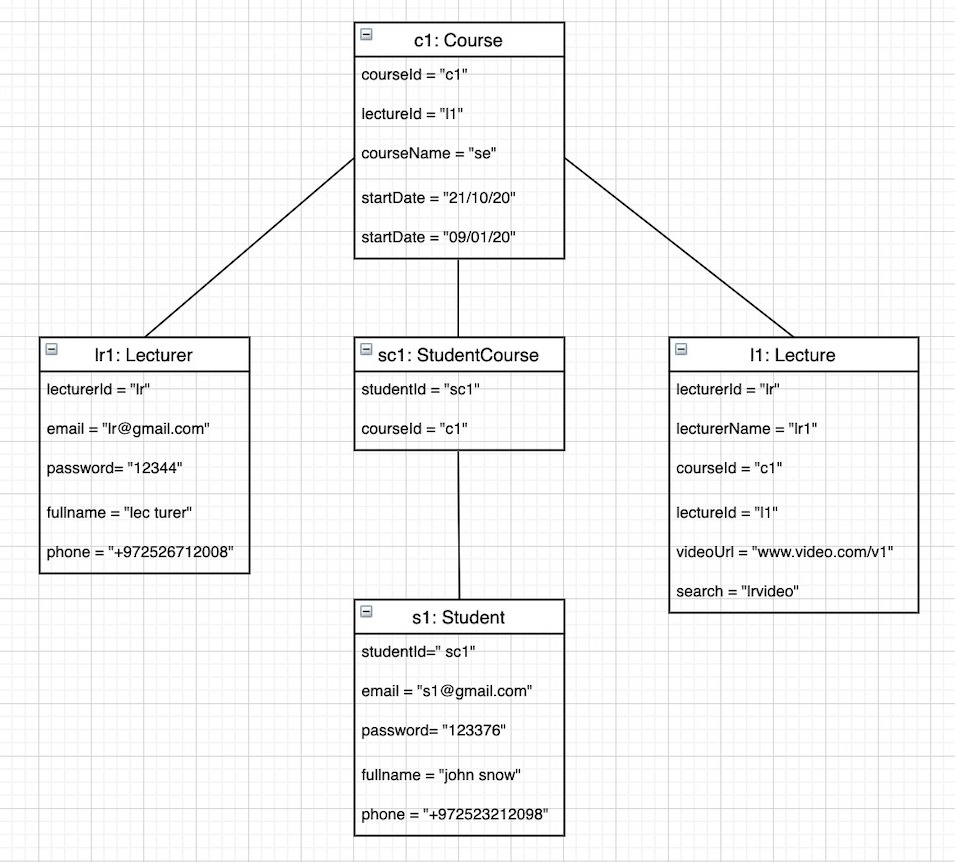 c1: Course
courseId = "c1"
lectureId = "l1"
courseName = "se"
startDate = "21/10/20"
startDate = "09/01/20"
lr1: Lecturer
lecturerId = "lr"
email = "lr@gmail.com"
password= "12344"
fullname = "lec turer"
phone = "+972526712008"
sc1: StudentCourse
studentId = "sc1"
courseId = "c1"
l1: Lecture
lecturerId = "lr"
lecturerName = "lr1"
courseId = "c1"
lectureId = "l1"
videoUrl = "www.video.com/v1"
search = "lrvideo"
s1: Student
studentId=" sc1"
email = "s1@gmail.com"
password= "123376"
fullname = "john snow"
phone = "+972523212098"